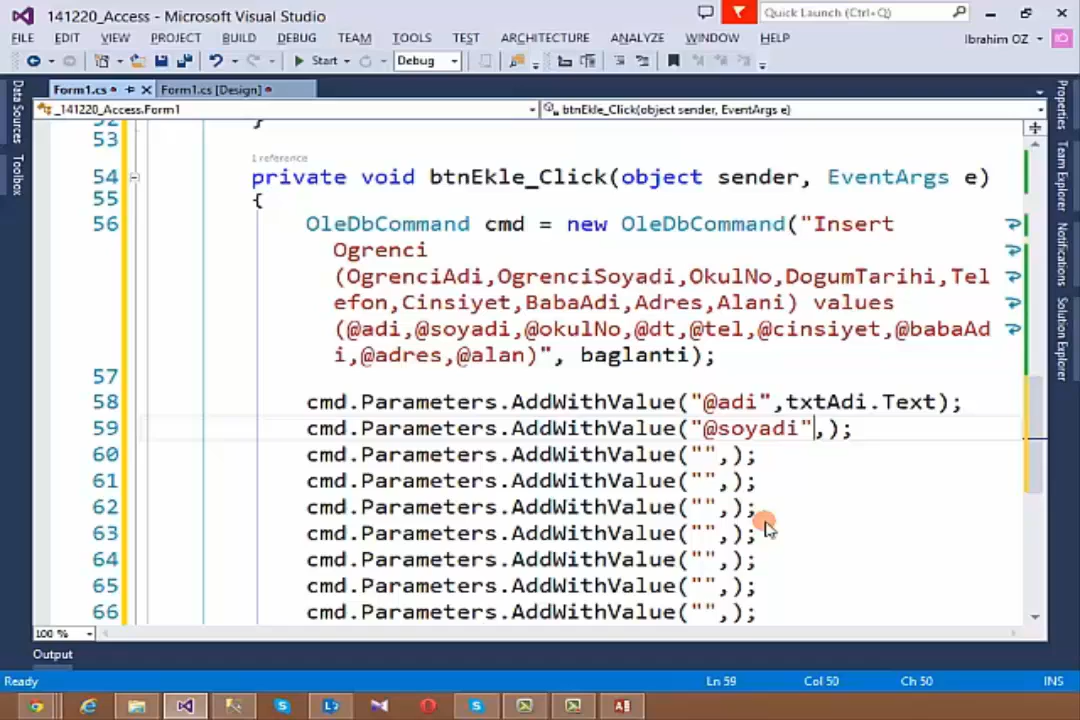 141220_Access - Microsoft Visual Studio
Quick Launch (Ctrl+Q)
FILE EDIT VIEW PROJECT BUILD DEBUG TEAM TOOLS TEST ARCHITECTURE ANALYZE WINDOW HELP
Ibrahim OZ
IO
Start
Debug
Form1.cs
Form1.cs [Design]
_141220_Access.Form1
btnEkle_Click(object sender, EventArgs e)
Data Sources
Toolbox
Properties
Team Explorer
Notifications
Solution Explorer
52 }
53
1 reference
54 private void btnEkle_Click(object sender, EventArgs e)
55 {
56 OleDbCommand cmd = new OleDbCommand("Insert
Ogrenci
(OgrenciAdi,OgrenciSoyadi,OkulNo,DogumTarihi,Tel
efon,Cinsiyet,BabaAdi,Adres,Alani) values
(@adi,@soyadi,@okulNo,@dt,@tel,@cinsiyet,@babaAd
i,@adres,@alan)", baglanti);
57
58 cmd.Parameters.AddWithValue("@adi",txtAdi.Text);
59 cmd.Parameters.AddWithValue("@soyadi",);
60 cmd.Parameters.AddWithValue("",);
61 cmd.Parameters.AddWithValue("",);
62 cmd.Parameters.AddWithValue("",);
63 cmd.Parameters.AddWithValue("",);
64 cmd.Parameters.AddWithValue("",);
65 cmd.Parameters.AddWithValue("",);
66 cmd.Parameters.AddWithValue("",);
100 %
Output
Ready
Ln 59
Col 50
Ch 50
INS